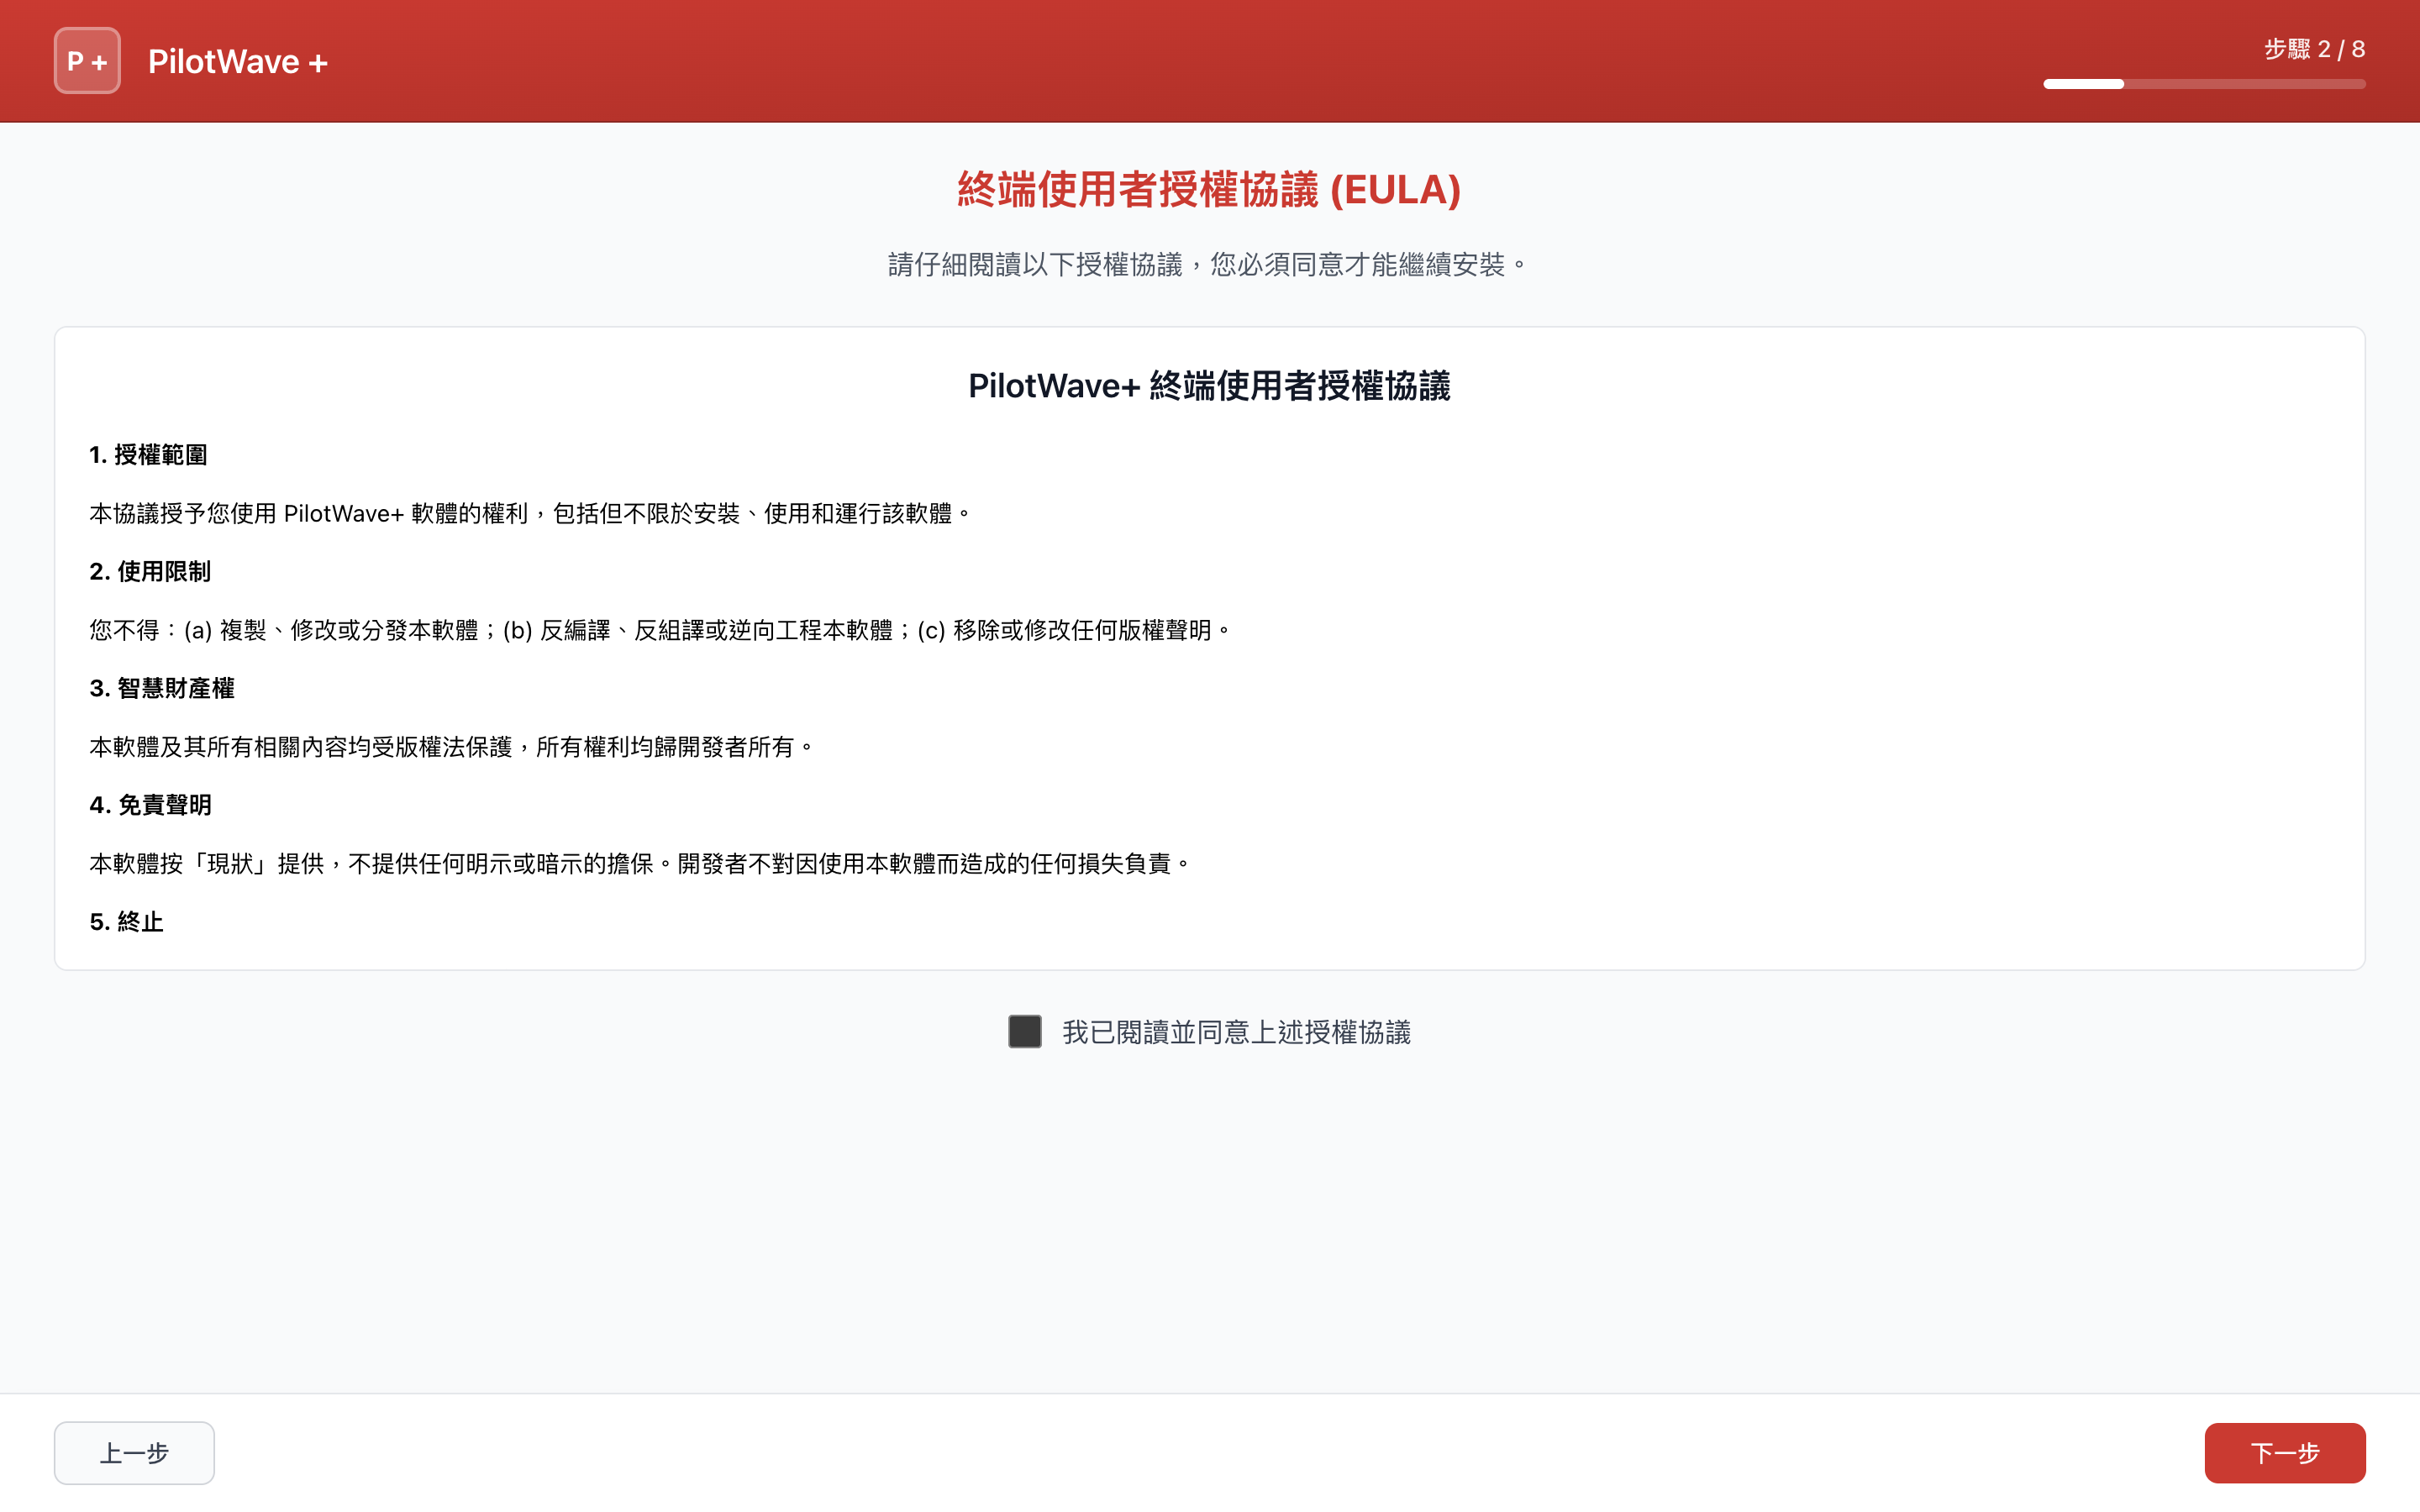 P +
PilotWave +
步驟 2 / 8
終端使用者授權協議 (EULA)
請仔細閱讀以下授權協議，您必須同意才能繼續安裝。
PilotWave+ 終端使用者授權協議
1. 授權範圍
本協議授予您使用 PilotWave+ 軟體的權利，包括但不限於安裝、使用和運行該軟體。
2. 使用限制
您不得：(a) 複製、修改或分發本軟體；(b) 反編譯、反組譯或逆向工程本軟體；(c) 移除或修改任何版權聲明。
3. 智慧財產權
本軟體及其所有相關內容均受版權法保護，所有權利均歸開發者所有。
4. 免責聲明
本軟體按「現狀」提供，不提供任何明示或暗示的擔保。開發者不對因使用本軟體而造成的任何損失負責。
5. 終止
我已閱讀並同意上述授權協議
上一步
下一步